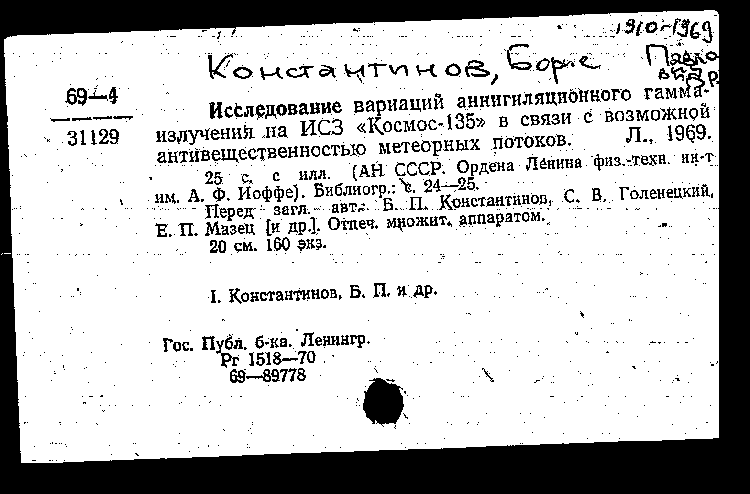 1910-1969
Константинов, Борис Павло
вич
69—4
31129
Исследование вариаций аннигиляционного гамма-
излучения на ИСЗ «Космос-135» в связи с возможной
антивещественностью метеорных потоков. Л., 1969.
25 с. с илл. (АН СССР. Ордена Ленина физ.-техн. ин-т
им. А. Ф. Иоффе). Библиогр.: с. 24—25.
Перед загл. авт.: Б. П. Константинов, С. В. Голенецкий,
Е. П. Мазец [и др.]. Отпеч. множит. аппаратом.
20 см. 160 экз.
I. Константинов, Б. П. и др.
Гос. Публ. б-ка. Ленингр.
Рг 1518—70
69—89778